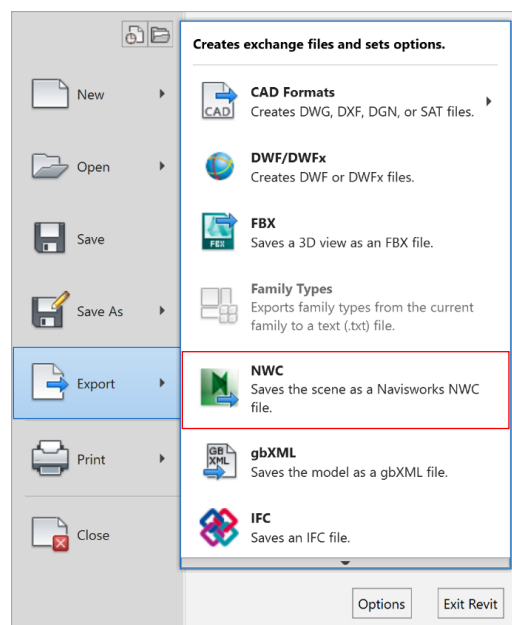 Creates exchange files and sets options.
New
Open
Save
Save As
Export
Print
Close
CAD
CAD Formats
Creates DWG, DXF, DGN, or SAT files.
DWF/DWFx
Creates DWF or DWFx files.
FBX
FBX
Saves a 3D view as an FBX file.
Family Types
Exports family types from the current
family to a text (.txt) file.
NWC
Saves the scene as a Navisworks NWC
file.
GB
XML
gbXML
Saves the model as a gbXML file.
IFC
Saves an IFC file.
Options
Exit Revit